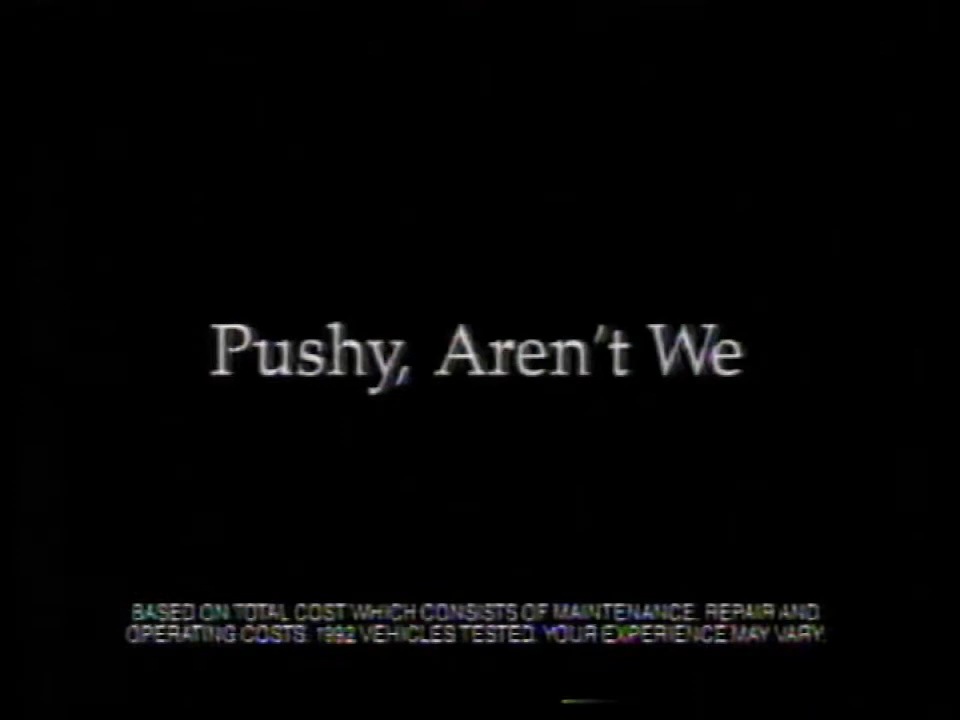 Pushy, Aren't We
BASED ON TOTAL COST WHICH CONSISTS OF MAINTENANCE, REPAIR AND
OPERATING COSTS. 1992 VEHICLES TESTED. YOUR EXPERIENCE MAY VARY.